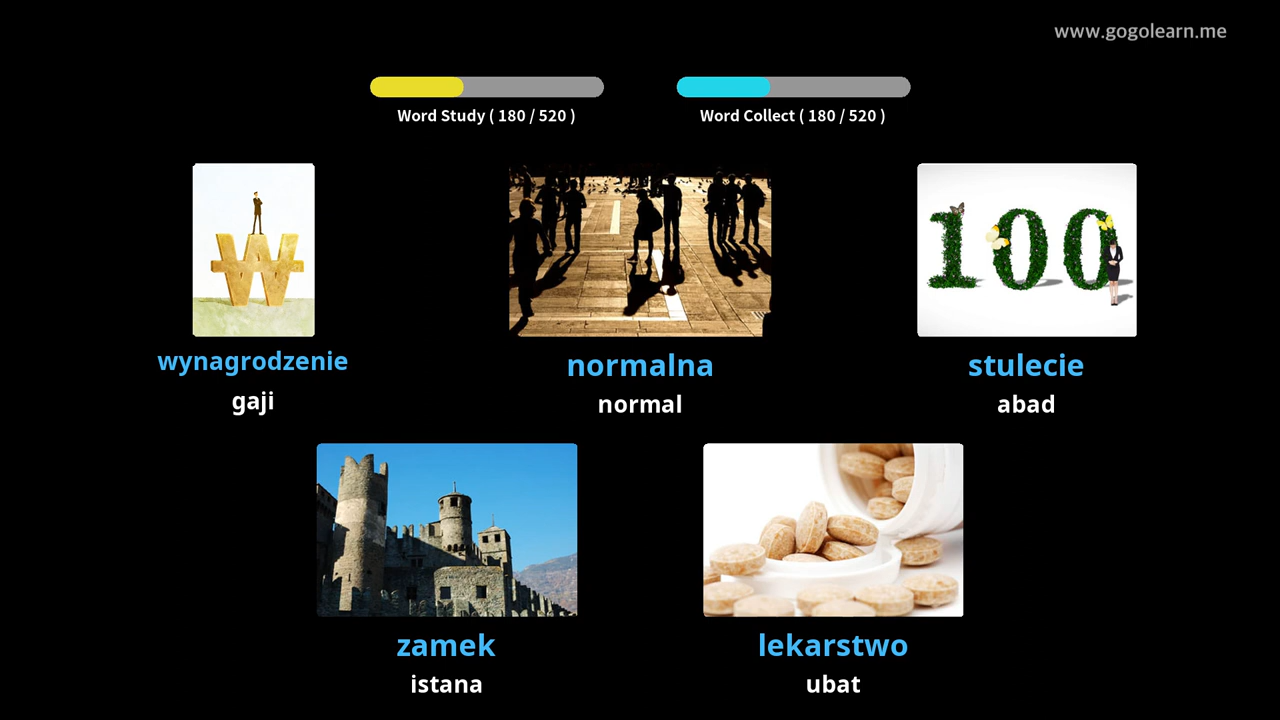 www.gogolearn.me
Word Study ( 180 / 520 )
Word Collect ( 180 / 520 )
100
wynagrodzenie
gaji
normalna
normal
stulecie
abad
zamek
istana
lekarstwo
ubat